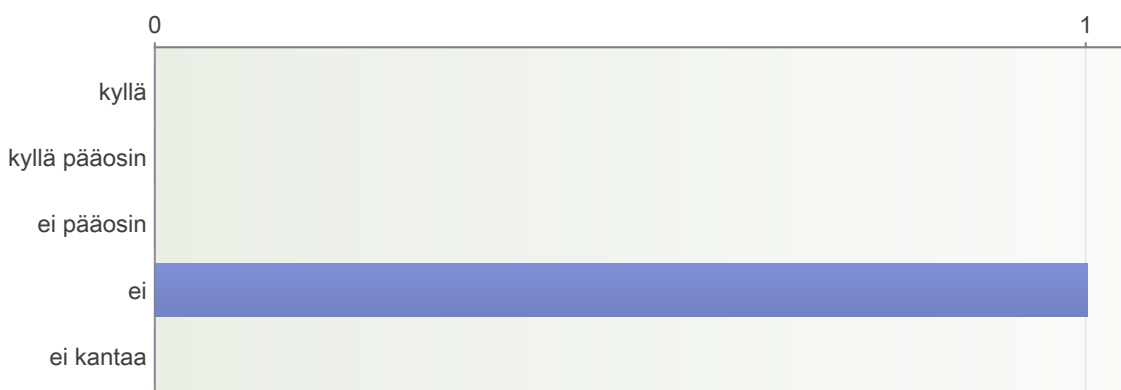 0 1
kyllä
kyllä pääosin
ei pääosin
ei
ei kantaa